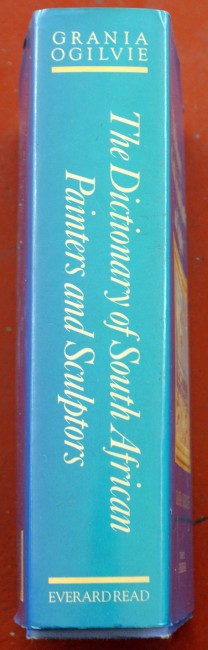 GRANIA
OGILVIE
The Dictionary of South African
Painters and Sculptors
EVERARD READ